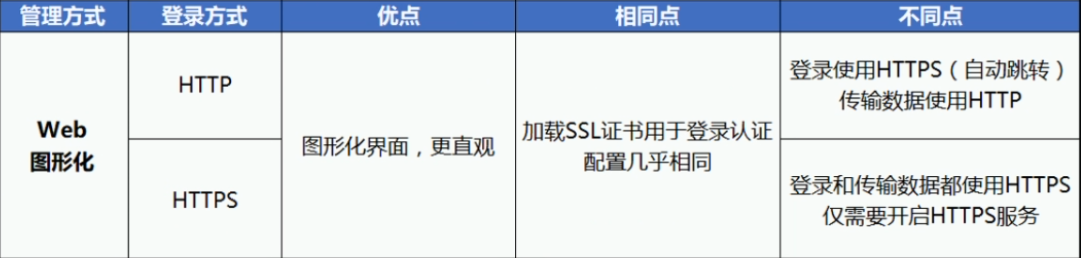 管理方式 登录方式 优点 相同点 不同点
Web
图形化
HTTP
图形化界面，更直观
加载SSL证书用于登录认证
配置几乎相同
登录使用HTTPS（自动跳转）
传输数据使用HTTP
HTTPS
登录和传输数据都使用HTTPS
仅需要开启HTTPS服务